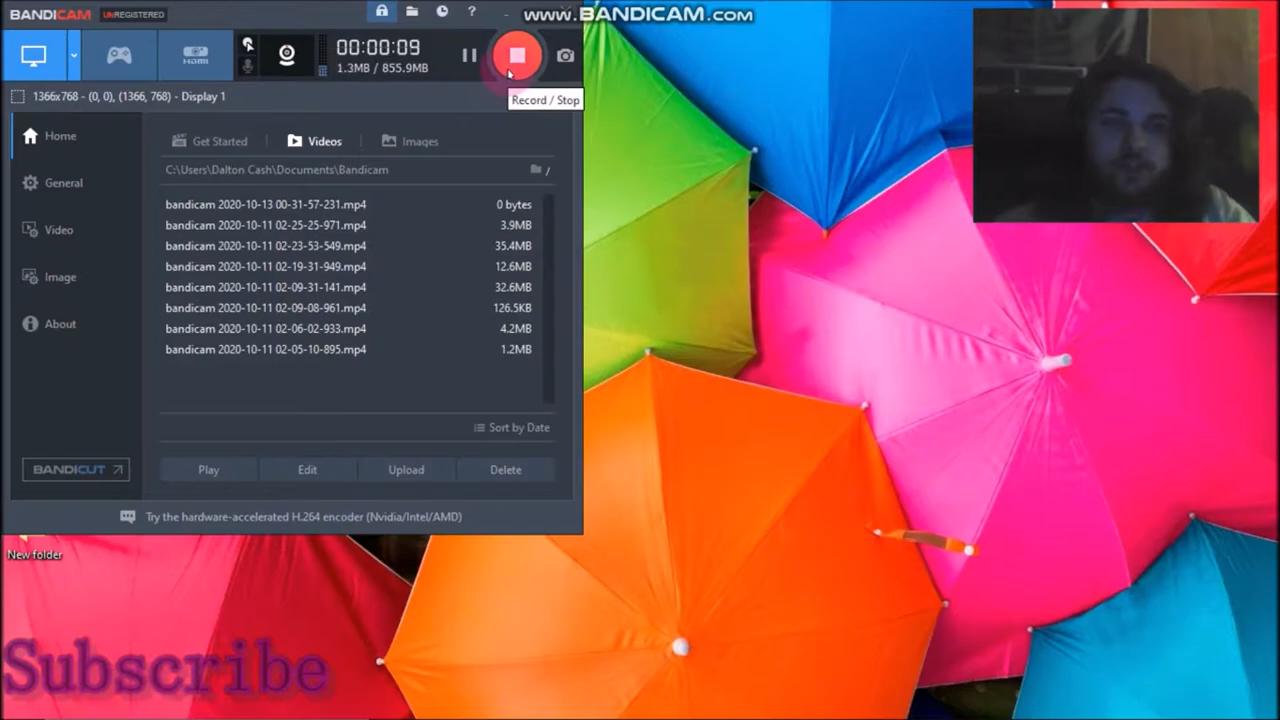 BANDICAM UNREGISTERED
www.BANDICAM.com
00:00:09
1.3MB / 855.9MB
HDMI
Record / Stop
1366x768 - (0, 0), (1366, 768) - Display 1
Home
General
Video
Image
About
BANDICUT
Get Started Videos Images
C:\Users\Dalton Cash\Documents\Bandicam /
bandicam 2020-10-13 00-31-57-231.mp4 0 bytes
bandicam 2020-10-11 02-25-25-971.mp4 3.9MB
bandicam 2020-10-11 02-23-53-549.mp4 35.4MB
bandicam 2020-10-11 02-19-31-949.mp4 12.6MB
bandicam 2020-10-11 02-09-31-141.mp4 32.6MB
bandicam 2020-10-11 02-09-08-961.mp4 126.5KB
bandicam 2020-10-11 02-06-02-933.mp4 4.2MB
bandicam 2020-10-11 02-05-10-895.mp4 1.2MB
Sort by Date
Play Edit Upload Delete
Try the hardware-accelerated H.264 encoder (Nvidia/Intel/AMD)
New folder
Subscribe